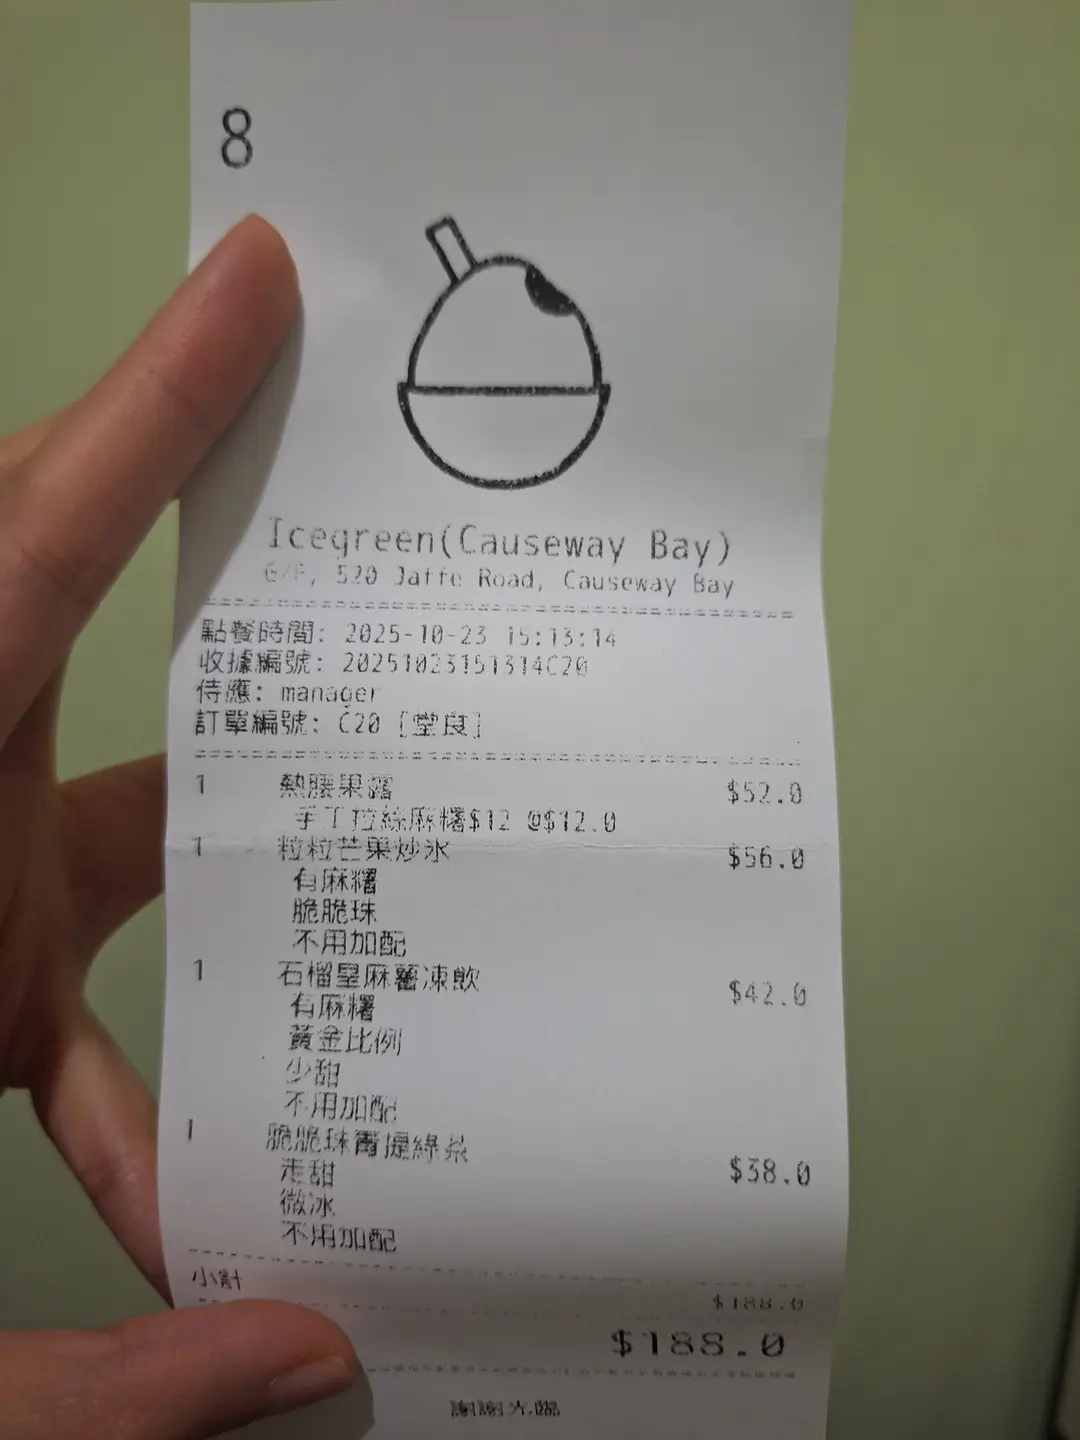 8
Icegreen(Causeway Bay)
G/F, 520 Jaffe Road, Causeway Bay
點餐時間: 2025-10-23 15:13:14
收據編號: 20251023151314C20
侍應: manager
訂單編號: C20 [堂食]
1 熱腰果露 $52.0
手工拉絲麻糬$12 @$12.0
1 粒粒芒果炒冰 $56.0
有麻糬
脆脆珠
不用加配
1 石榴皇麻薯凍飲 $42.0
有麻糬
黃金比例
少甜
不用加配
1 脆脆珠青提綠茶 $38.0
走甜
微冰
不用加配
小計 $188.0
$188.0
謝謝光臨